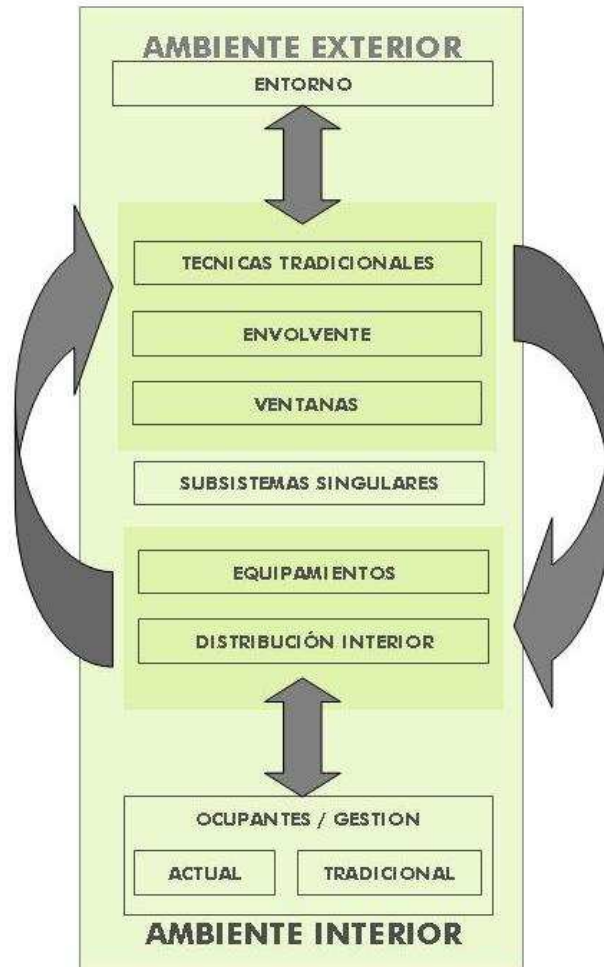 AMBIENTE EXTERIOR
ENTORNO
TECNICAS TRADICIONALES
ENVOLVENTE
VENTANAS
SUBSISTEMAS SINGULARES
EQUIPAMIENTOS
DISTRIBUCIÓN INTERIOR
OCUPANTES / GESTION
ACTUAL TRADICIONAL
AMBIENTE INTERIOR